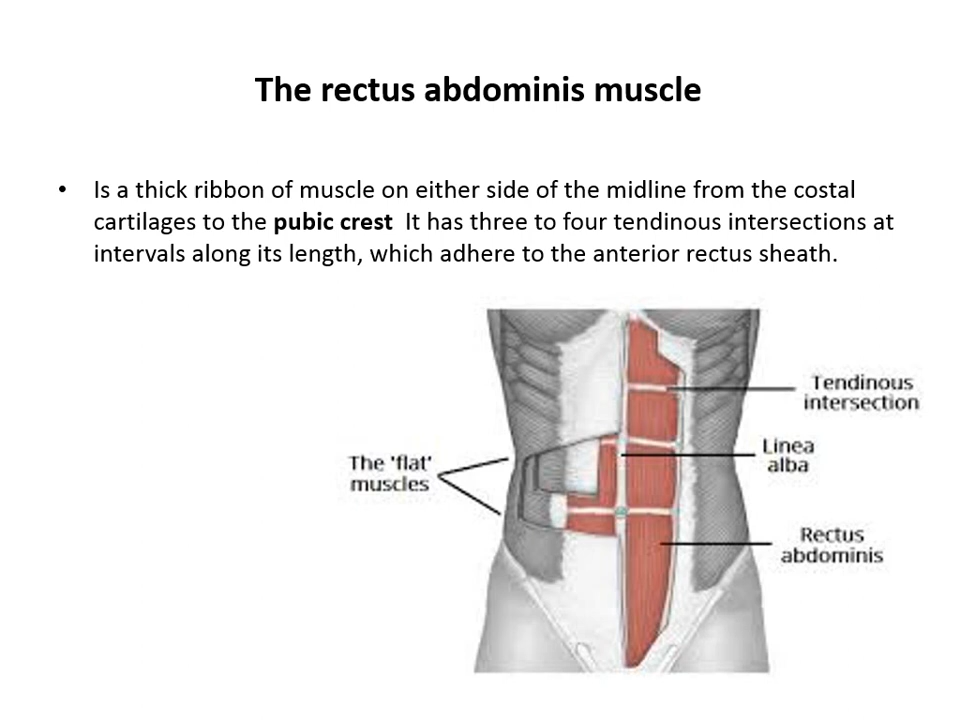 The rectus abdominis muscle
• Is a thick ribbon of muscle on either side of the midline from the costal
cartilages to the pubic crest  It has three to four tendinous intersections at
intervals along its length, which adhere to the anterior rectus sheath.
Tendinous
intersection
Linea
alba
The 'flat'
muscles
Rectus
abdominis